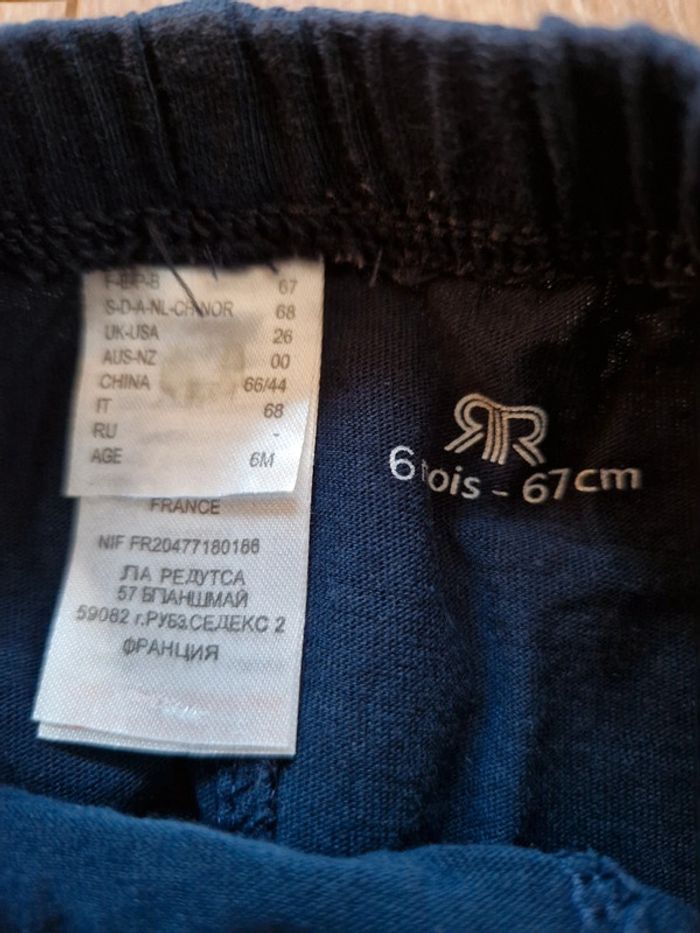 F-E-P-B 67
S-D-A-NL-CH-NOR 68
UK-USA 26
AUS-NZ 00
CHINA 66/44
IT 68
RU -
AGE 6M
FRANCE
NIF FR20477180186
ЛА РЕДУТСА
57 БЛАНШМАЙ
59082 г.РУБЭ.СЕДЕКС 2
ФРАНЦИЯ
RR
6 mois - 67cm